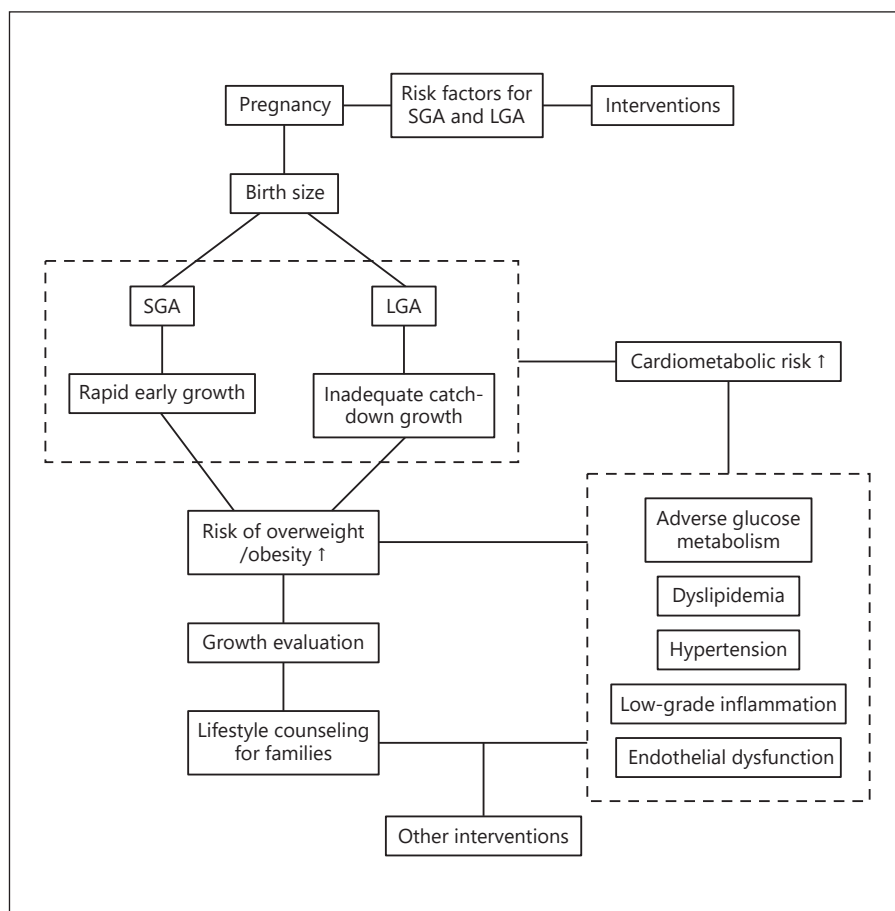 Pregnancy
Risk factors for
SGA and LGA
Interventions
Birth size
SGA
LGA
Rapid early growth
Inadequate catch-
down growth
Cardiometabolic risk ↑
Risk of overweight
/obesity ↑
Adverse glucose
metabolism
Dyslipidemia
Growth evaluation
Hypertension
Low-grade inflammation
Lifestyle counseling
for families
Endothelial dysfunction
Other interventions